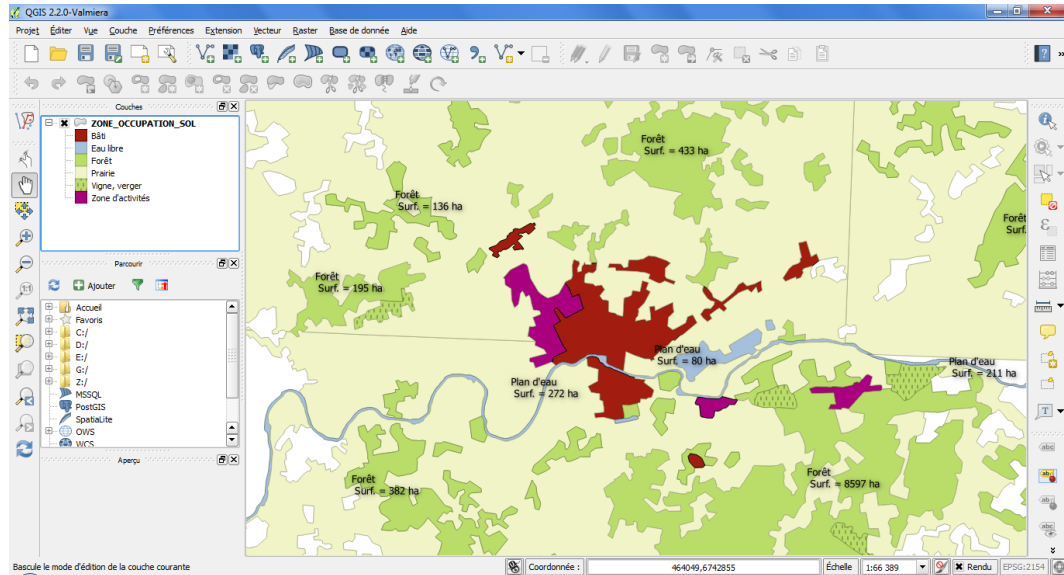 QGIS 2.2.0-Valmiera
Projet Éditer Vue Couche Préférences Extension Vecteur Raster Base de donnée Aide
Couches
ZONE_OCCUPATION_SOL
Bâti
Eau libre
Forêt
Prairie
Vigne, verger
Zone d'activités
Parcourir
Ajouter
Accueil
Favoris
C:/
D:/
E:/
G:/
Z:/
MSSQL
PostGIS
SpatiaLite
OWS
WCS
Aperçu
Forêt
Surf. = 433 ha
Forêt
Surf. = 136 ha
Forêt
Surf.
Forêt
Surf. = 195 ha
Plan d'eau
Surf. = 80 ha
Plan d'eau
Surf. = 211 ha
Plan d'eau
Surf. = 272 ha
Forêt
Surf. = 382 ha
Forêt
Surf. = 8597 ha
abc
abc
abc
abc
Bascule le mode d'édition de la couche courante
Coordonnée :
464049,6742855
Échelle
1:66 389
Rendu
EPSG:2154